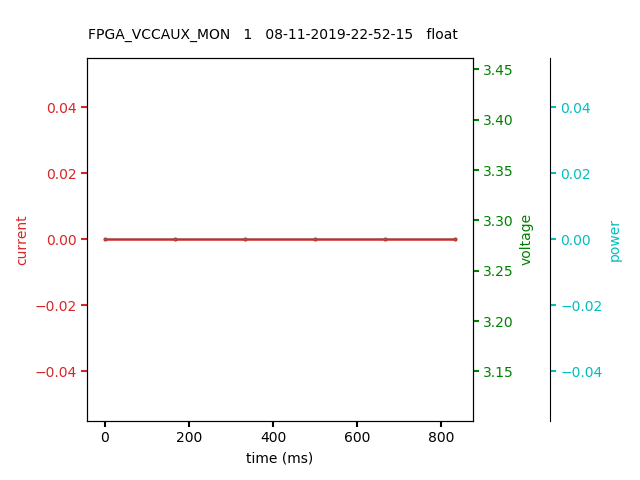 FPGA_VCCAUX_MON   1   08-11-2019-22-52-15   float
0.04
0.02
0.00
−0.02
−0.04
current
3.45
3.40
3.35
3.30
3.25
3.20
3.15
voltage
0.04
0.02
0.00
−0.02
−0.04
power
0 200 400 600 800
time (ms)